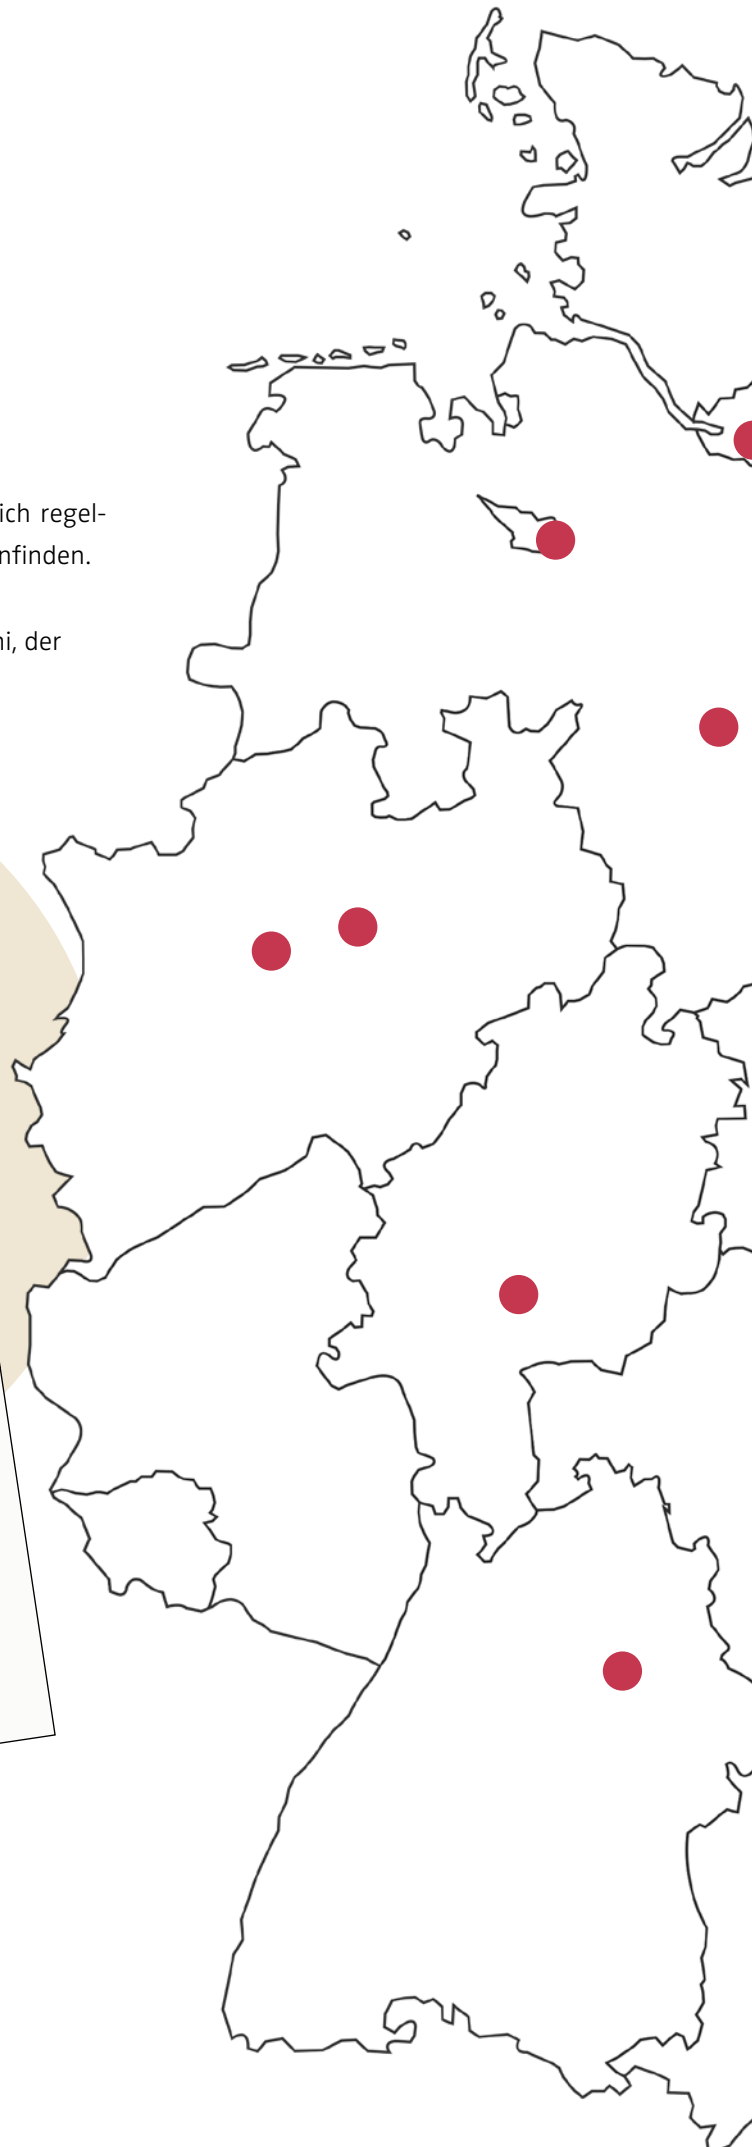 ich regel-
nfinden.
ni, der